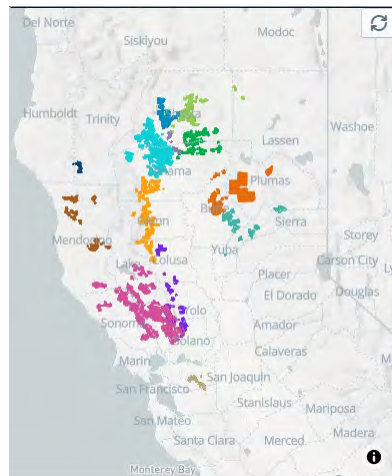 Del Norte
Siskiyou
Modoc
Humboldt
Trinity
Washoe
Lassen
Plumas
Mendocino
Colusa
Sierra
Storey
Yuba
Lake
Placer
Carson City
Douglas
El Dorado
Yolo
Sonoma
Amador
Solano
Marin
Calaveras
San Joaquin
San Francisco
Stanislaus
Mariposa
San Mateo
Santa Clara
Merced
Madera
Monterey Bay